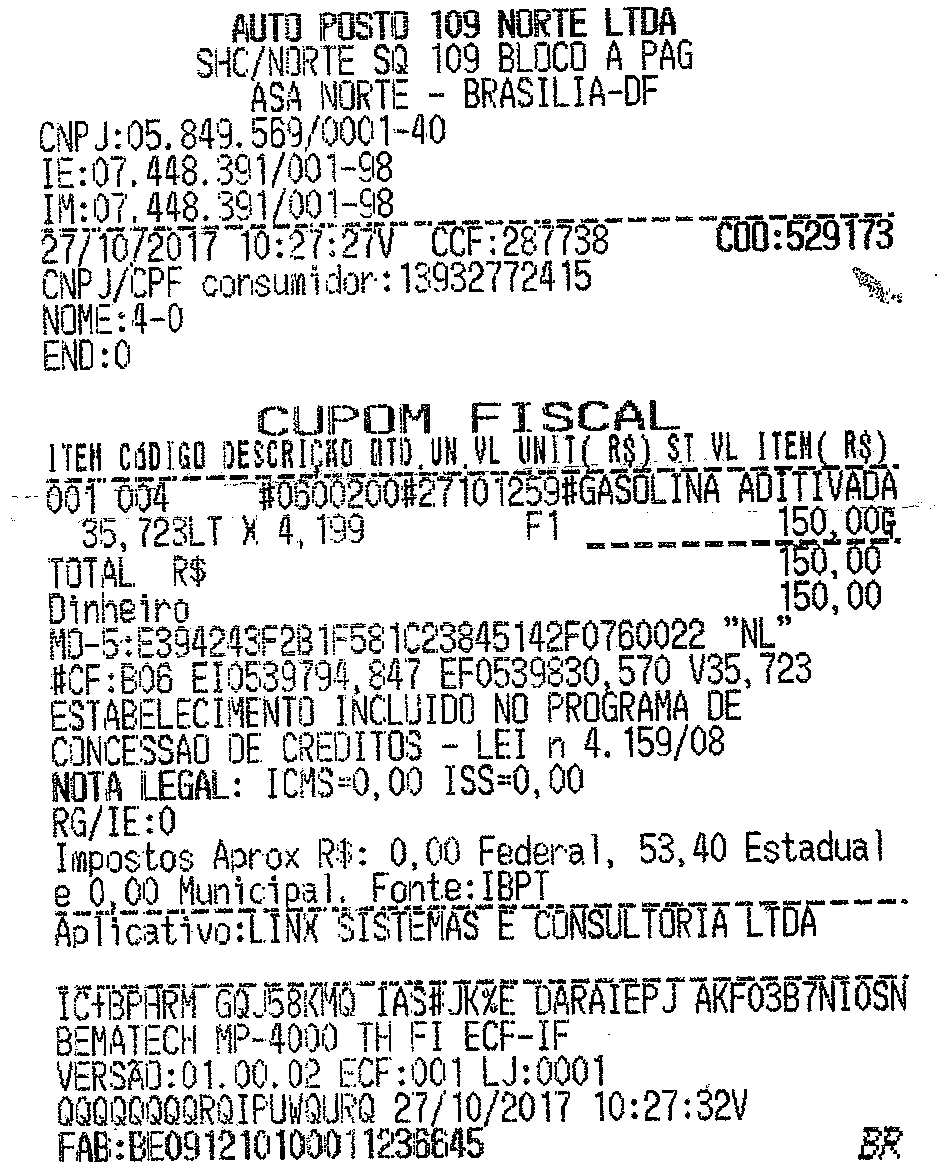 AUTO POSTO 109 NORTE LTDA
SHC/NORTE SQ 109 BLOCO A PAG
ASA NORTE - BRASILIA-DF
CNPJ:05.849.569/0001-40
IE:07.448.391/001-98
IM:07.448.391/001-98
27/10/2017 10:27:27V CCF:287738 COO:529173
CNPJ/CPF consumidor:13932772415
NOME:4-0
END:0
CUPOM FISCAL
ITEM CÓDIGO DESCRIÇÃO QTD.UN.VL UNIT( R$) ST VL ITEM( R$)
001 004 #0600200#27101259#GASOLINA ADITIVADA
35,723LT X 4,199 F1 150,00G
TOTAL R$ 150,00
Dinheiro 150,00
MD-5:E394243F2B1F581C23845142F0760022 "NL"
#CF:B06 EI0539794,847 EF0539830,570 V35,723
ESTABELECIMENTO INCLUIDO NO PROGRAMA DE
CONCESSAO DE CREDITOS - LEI n 4.159/08
NOTA LEGAL: ICMS=0,00 ISS=0,00
RG/IE:0
Impostos Aprox R$: 0,00 Federal, 53,40 Estadual
e 0,00 Municipal. Fonte:IBPT
Aplicativo:LINX SISTEMAS E CONSULTORIA LTDA
IC+BPHRM GQJ58KMQ IAS#JK%E DARAIEPJ AKF03B7NIOSN
BEMATECH MP-4000 TH FI ECF-IF
VERSÃO:01.00.02 ECF:001 LJ:0001
QQQQQQQQRQIPUWQURQ 27/10/2017 10:27:32V
FAB:BE091210100011236645 BR